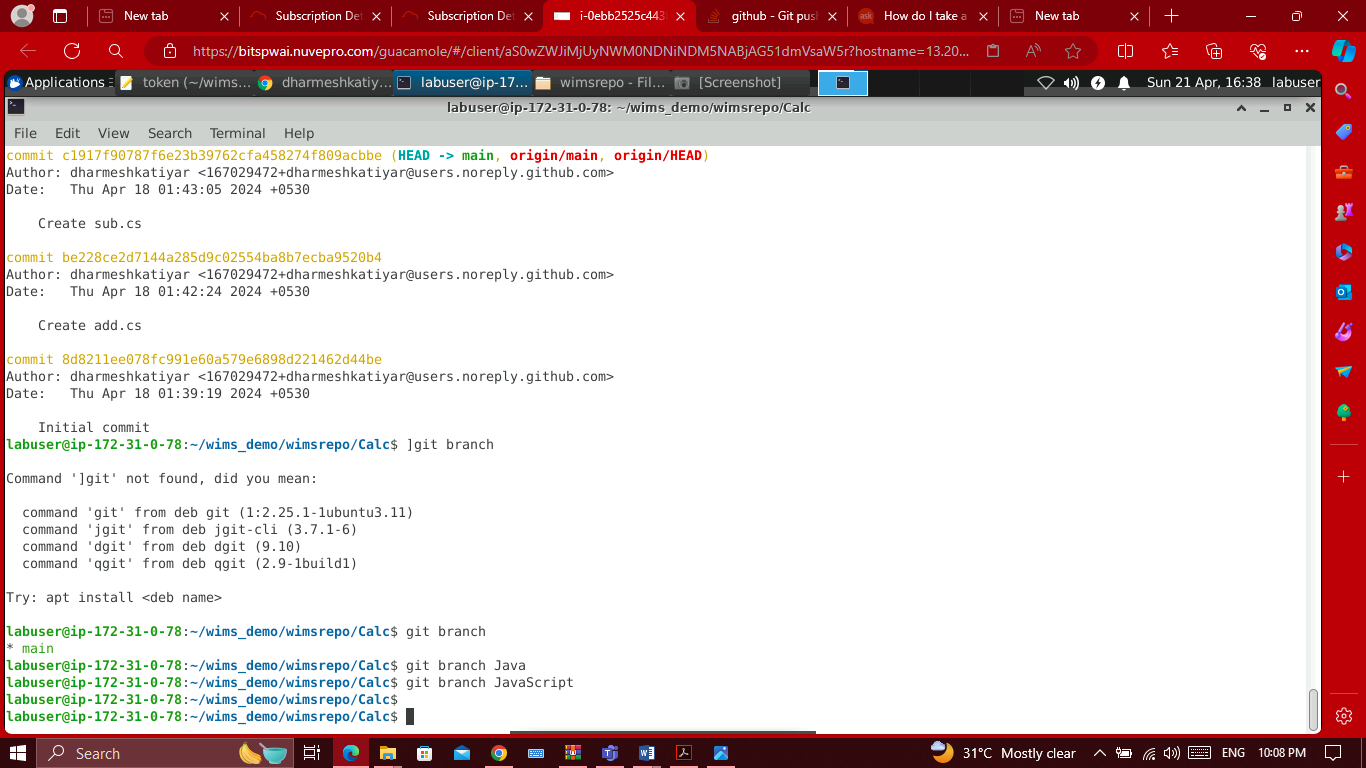 New tab
Subscription Det
Subscription Det
i-0ebb2525c443
github - Git pus
ask
How do I take a
New tab
https://bitspwai.nuvepro.com/guacamole/#/client/aS0wZWJiMjUyNWM0NDNiNDM5NABjAG51dmVsaW5r?hostname=13.20...
Applications
token (~/wims...
dharmeshkatiy...
labuser@ip-17...
wimsrepo - Fil...
[Screenshot]
Sun 21 Apr, 16:38
labuser
labuser@ip-172-31-0-78: ~/wims_demo/wimsrepo/Calc
File Edit View Search Terminal Help
commit c1917f90787f6e23b39762cfa458274f809acbbe (HEAD -> main, origin/main, origin/HEAD)
Author: dharmeshkatiyar <167029472+dharmeshkatiyar@users.noreply.github.com>
Date:   Thu Apr 18 01:43:05 2024 +0530
Create sub.cs
commit be228ce2d7144a285d9c02554ba8b7ecba9520b4
Author: dharmeshkatiyar <167029472+dharmeshkatiyar@users.noreply.github.com>
Date:   Thu Apr 18 01:42:24 2024 +0530
Create add.cs
commit 8d8211ee078fc991e60a579e6898d221462d44be
Author: dharmeshkatiyar <167029472+dharmeshkatiyar@users.noreply.github.com>
Date:   Thu Apr 18 01:39:19 2024 +0530
Initial commit
labuser@ip-172-31-0-78:~/wims_demo/wimsrepo/Calc$ ]git branch
Command ']git' not found, did you mean:
command 'git' from deb git (1:2.25.1-1ubuntu3.11)
command 'jgit' from deb jgit-cli (3.7.1-6)
command 'dgit' from deb dgit (9.10)
command 'qgit' from deb qgit (2.9-1build1)
Try: apt install <deb name>
labuser@ip-172-31-0-78:~/wims_demo/wimsrepo/Calc$ git branch
* main
labuser@ip-172-31-0-78:~/wims_demo/wimsrepo/Calc$ git branch Java
labuser@ip-172-31-0-78:~/wims_demo/wimsrepo/Calc$ git branch JavaScript
labuser@ip-172-31-0-78:~/wims_demo/wimsrepo/Calc$
labuser@ip-172-31-0-78:~/wims_demo/wimsrepo/Calc$
Search
31°C Mostly clear
ENG
10:08 PM